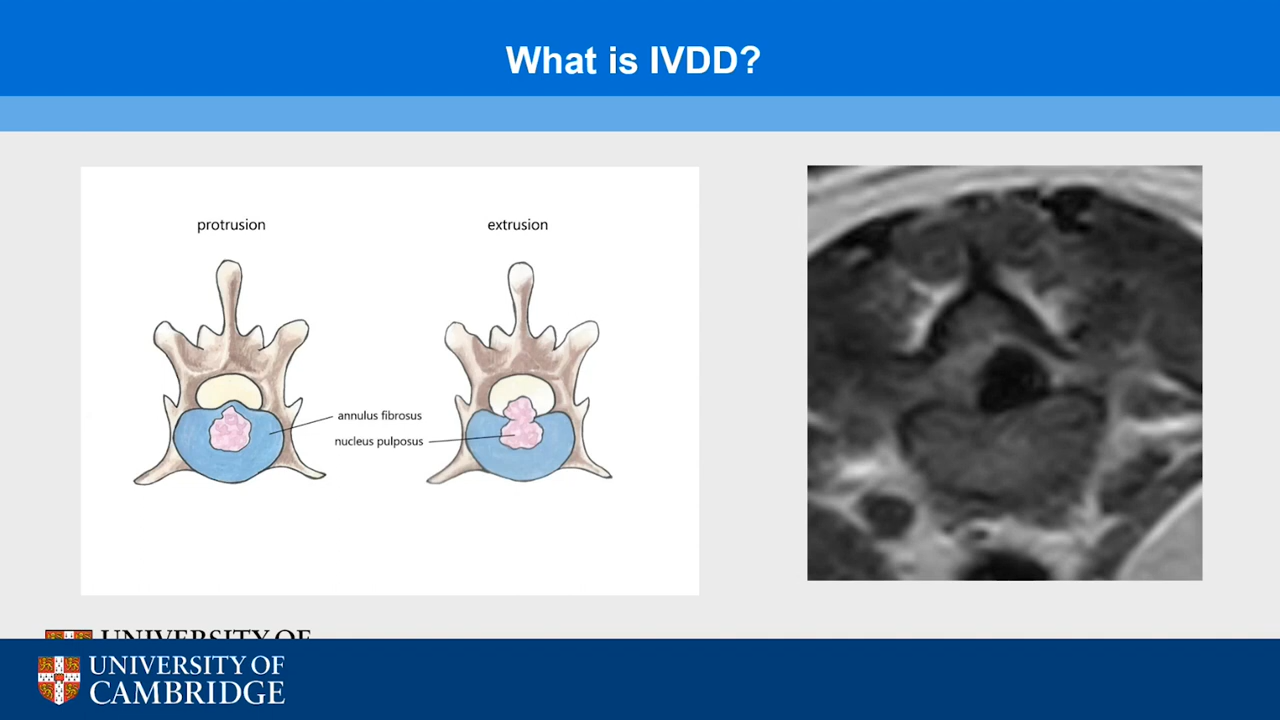 What is IVDD?
protrusion
extrusion
annulus fibrosus
nucleus pulposus
UNIVERSITY OF
UNIVERSITY OF
CAMBRIDGE